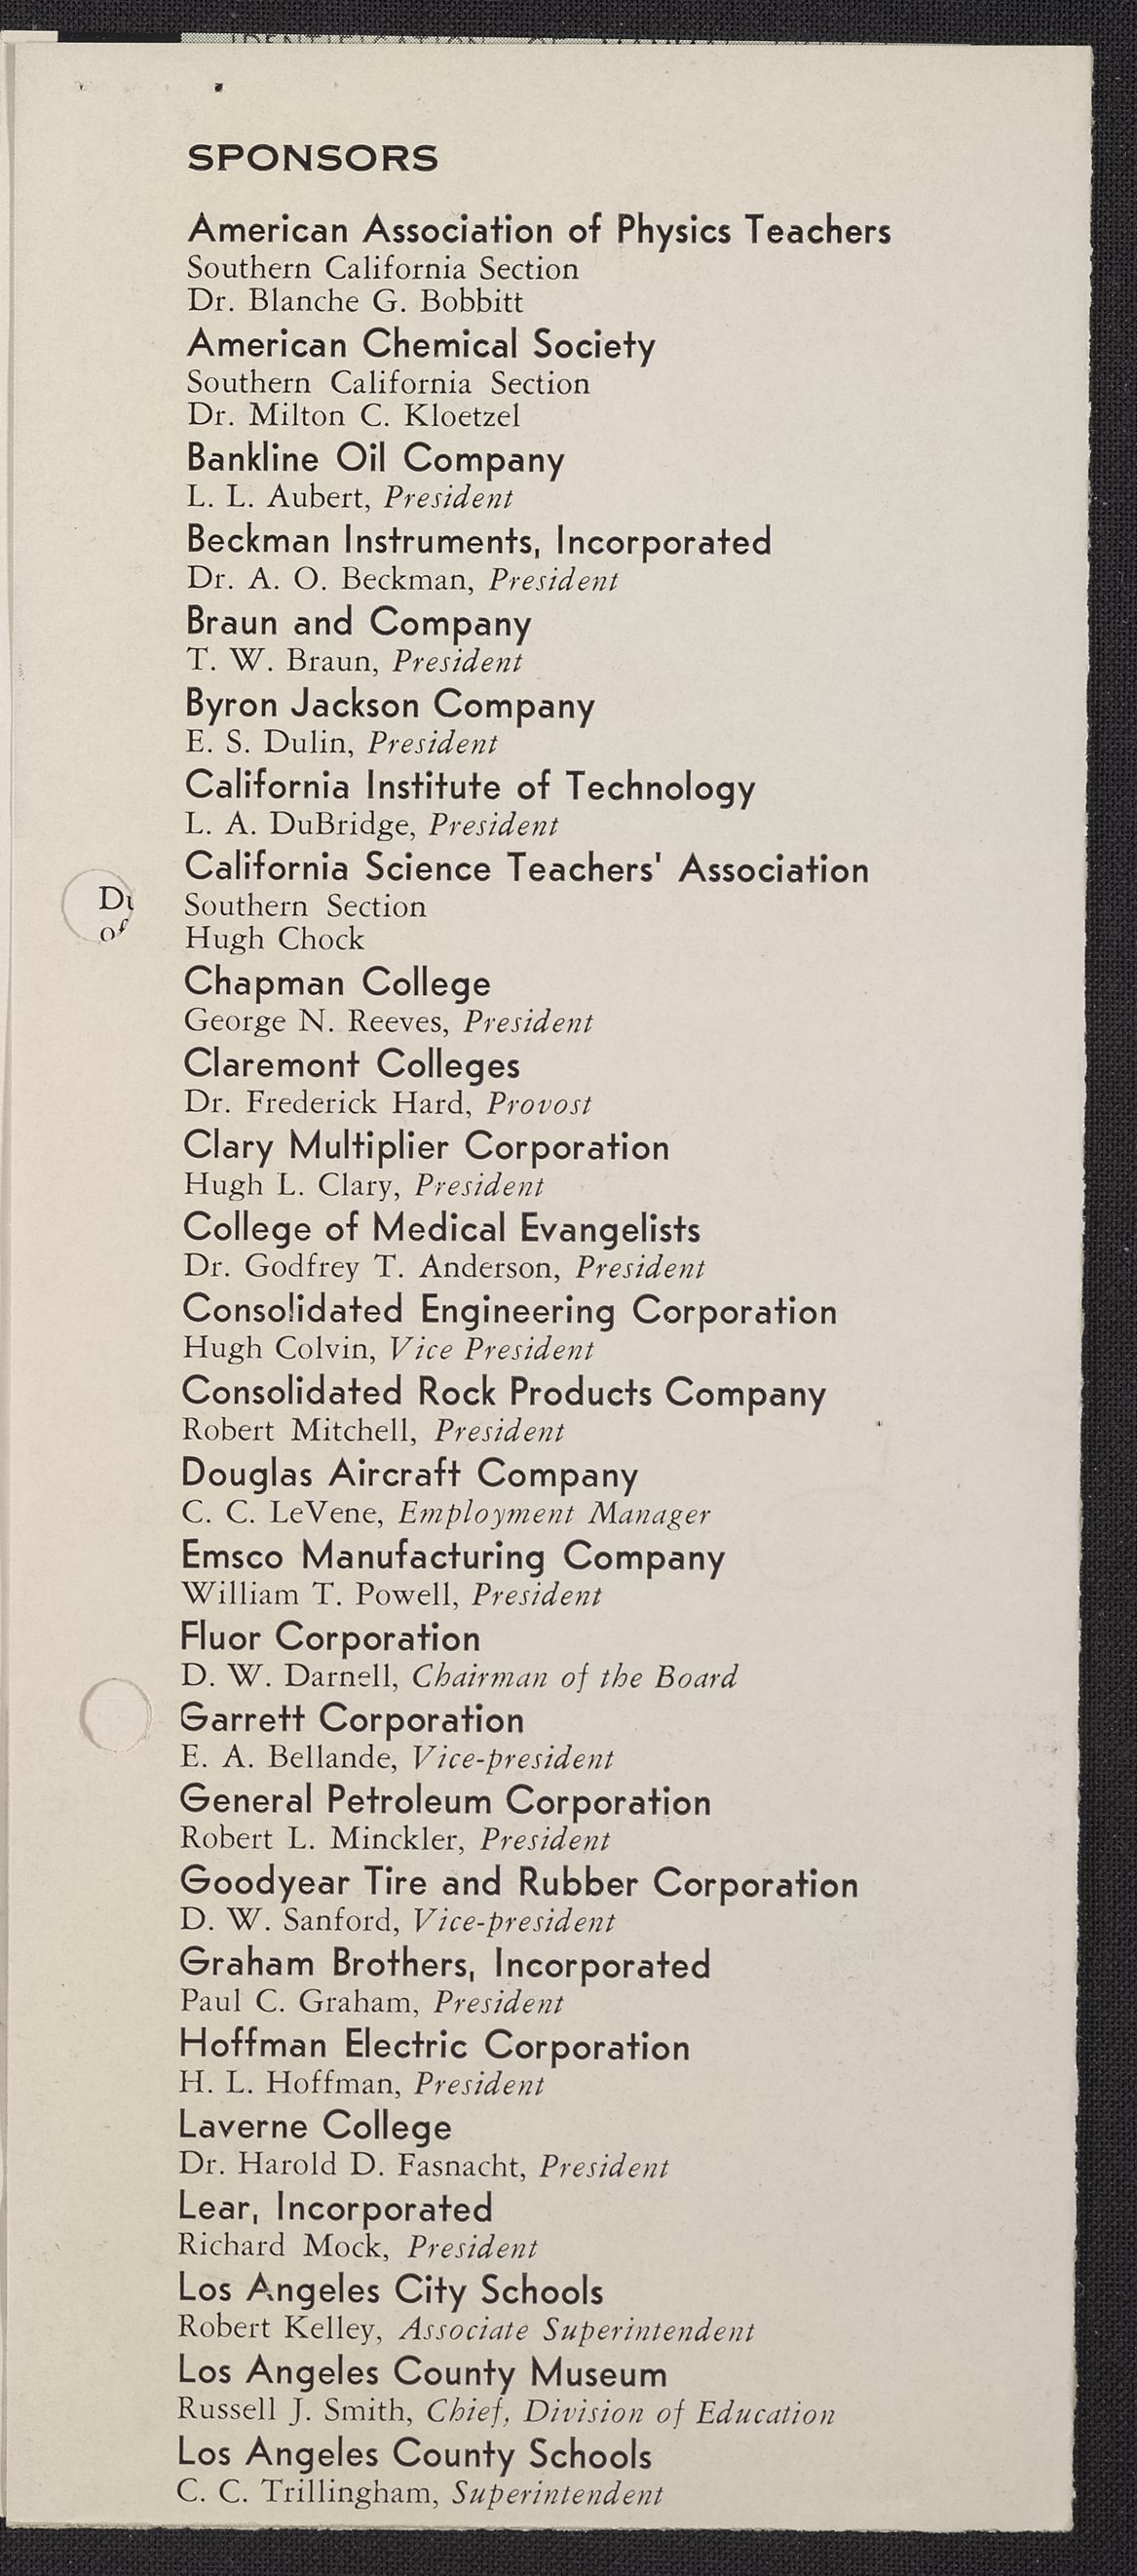 SPONSORS
American Association of Physics Teachers
Southern California Section
Dr. Blanche G. Bobbitt
American Chemical Society
Southern California Section
Dr. Milton C. Kloetzel
Bankline Oil Company
L. L. Aubert, President
Beckman Instruments, Incorporated
Dr. A. O. Beckman, President
Braun and Company
T. W. Braun, President
Byron Jackson Company
E. S. Dulin, President
California Institute of Technology
L. A. DuBridge, President
California Science Teachers' Association
Southern Section
Hugh Chock
Chapman College
George N. Reeves, President
Claremont Colleges
Dr. Frederick Hard, Provost
Clary Multiplier Corporation
Hugh L. Clary, President
College of Medical Evangelists
Dr. Godfrey T. Anderson, President
Consolidated Engineering Corporation
Hugh Colvin, Vice President
Consolidated Rock Products Company
Robert Mitchell, President
Douglas Aircraft Company
C. C. LeVene, Employment Manager
Emsco Manufacturing Company
William T. Powell, President
Fluor Corporation
D. W. Darnell, Chairman of the Board
Garrett Corporation
E. A. Bellande, Vice-president
General Petroleum Corporation
Robert L. Minckler, President
Goodyear Tire and Rubber Corporation
D. W. Sanford, Vice-president
Graham Brothers, Incorporated
Paul C. Graham, President
Hoffman Electric Corporation
H. L. Hoffman, President
Laverne College
Dr. Harold D. Fasnacht, President
Lear, Incorporated
Richard Mock, President
Los Angeles City Schools
Robert Kelley, Associate Superintendent
Los Angeles County Museum
Russell J. Smith, Chief, Division of Education
Los Angeles County Schools
C. C. Trillingham, Superintendent